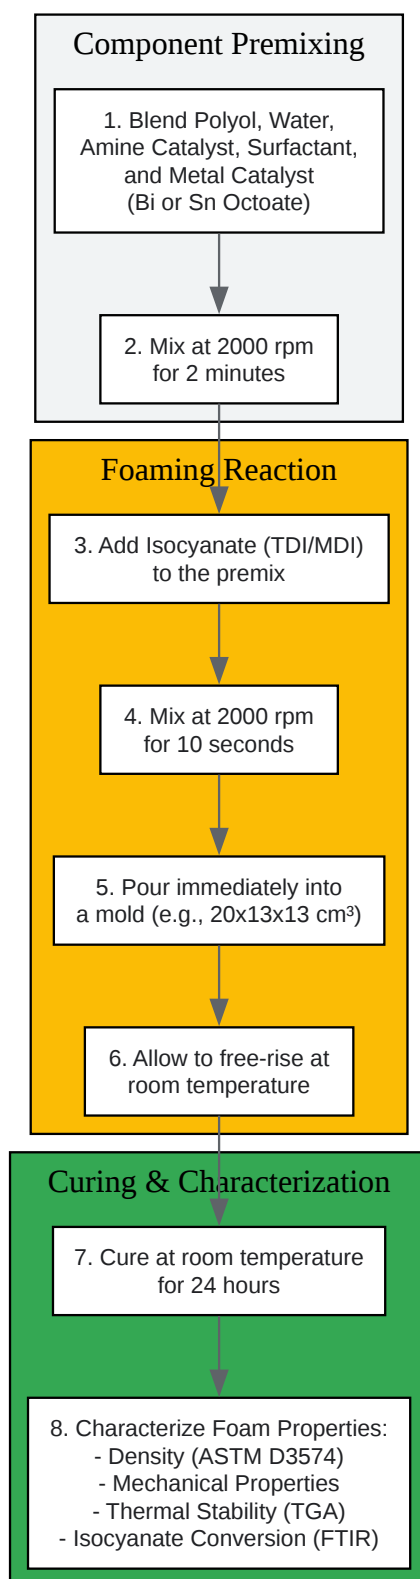 Component Premixing
1. Blend Polyol, Water,
Amine Catalyst, Surfactant,
and Metal Catalyst
(Bi or Sn Octoate)
2. Mix at 2000 rpm
for 2 minutes
Foaming Reaction
3. Add Isocyanate (TDI/MDI)
to the premix
4. Mix at 2000 rpm
for 10 seconds
5. Pour immediately into
a mold (e.g., 20x13x13 cm³)
6. Allow to free-rise at
room temperature
Curing & Characterization
7. Cure at room temperature
for 24 hours
8. Characterize Foam Properties:
- Density (ASTM D3574)
- Mechanical Properties
- Thermal Stability (TGA)
- Isocyanate Conversion (FTIR)